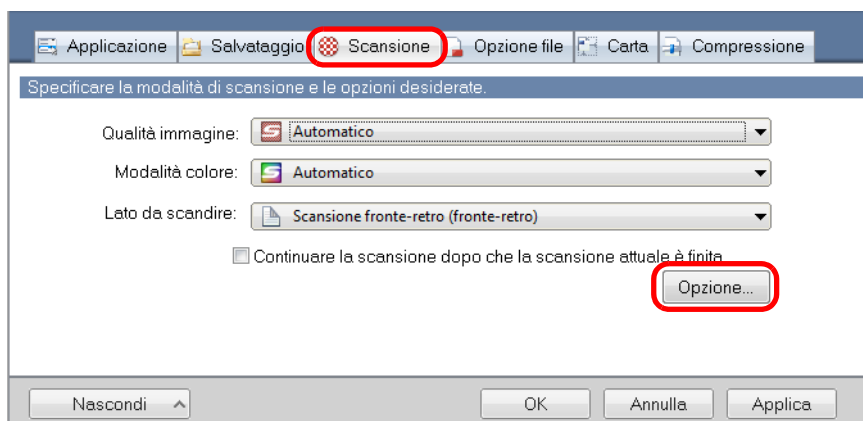 Applicazione Salvataggio Scansione Opzione file Carta Compressione
Specificare la modalità di scansione e le opzioni desiderate.
Qualità immagine: Automatico
Modalità colore: Automatico
Lato da scandire: Scansione fronte-retro (fronte-retro)
Continuare la scansione dopo che la scansione attuale è finita
Opzione...
Nascondi OK Annulla Applica